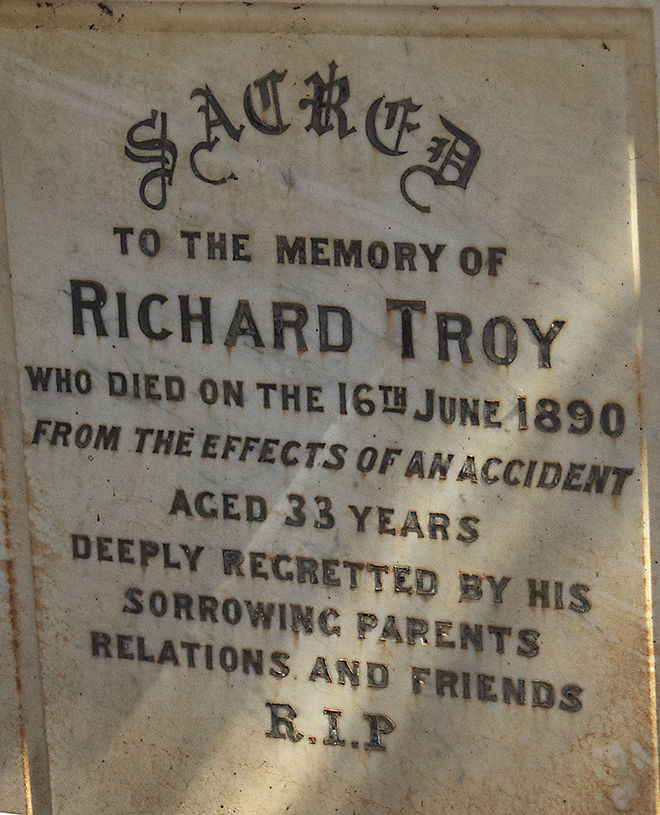 SACRED
TO THE MEMORY OF
RICHARD TROY
WHO DIED ON THE 16TH JUNE 1890
FROM THE EFFECTS OF AN ACCIDENT
AGED 33 YEARS
DEEPLY REGRETTED BY HIS
SORROWING PARENTS
RELATIONS AND FRIENDS
R.I.P